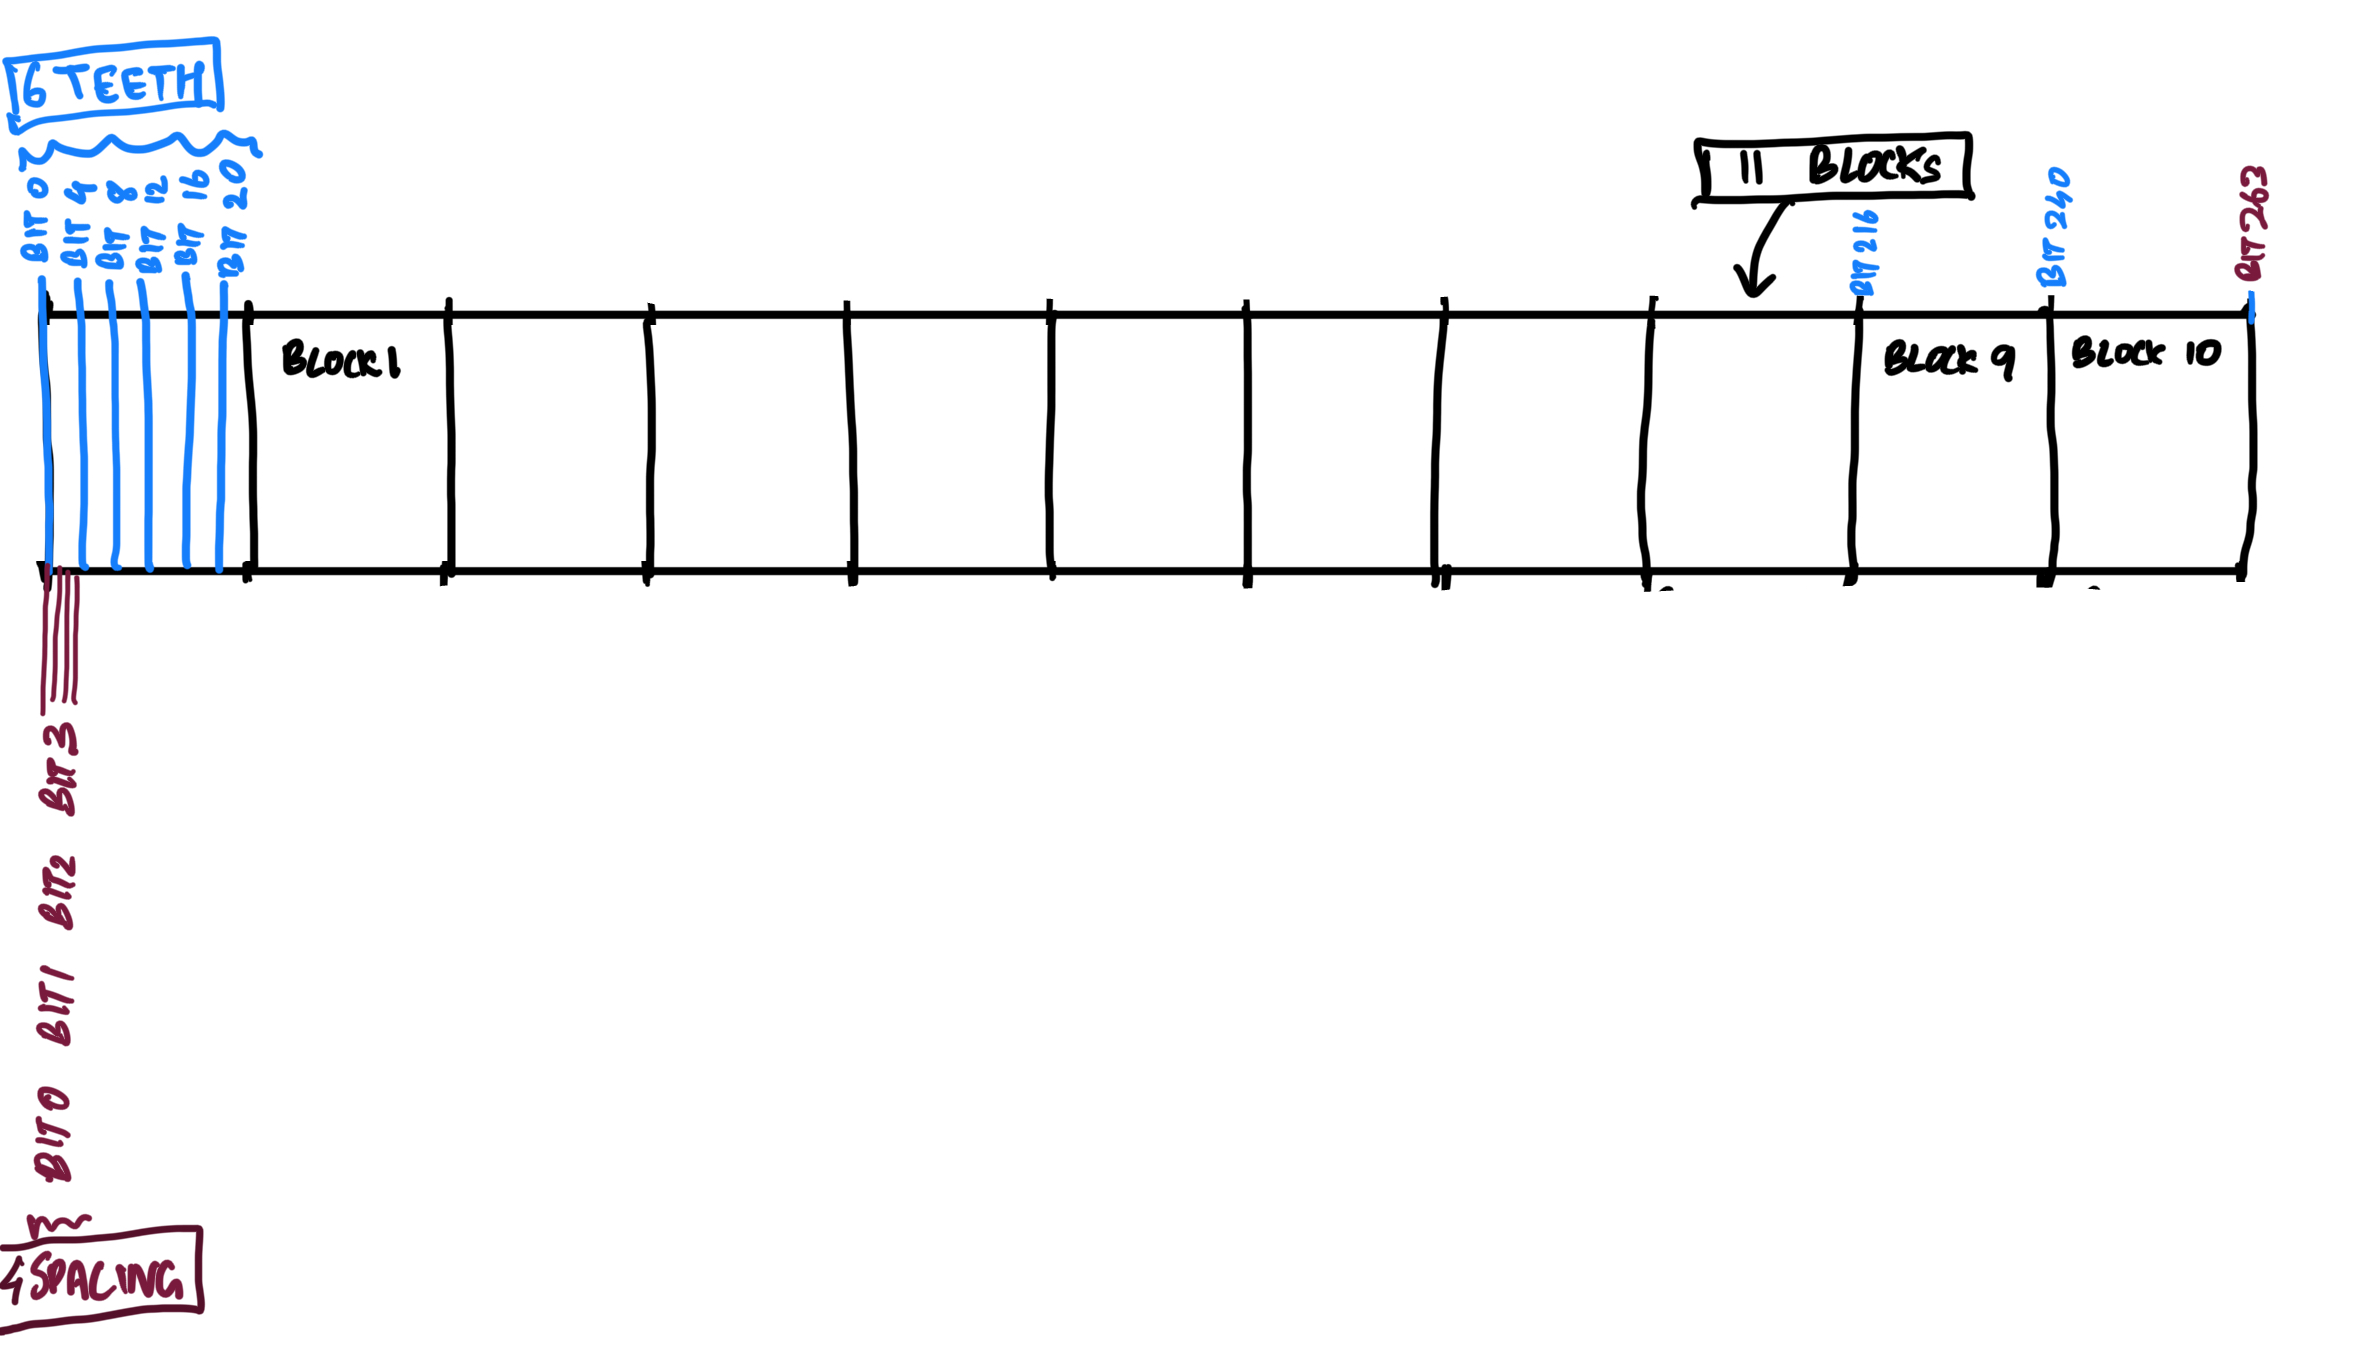 6 TEETH
BIT 0
BIT 4
BIT 8
BIT 12
BIT 16
BIT 20
11 BLOCKS
BIT 216
BIT 240
BIT 263
BLOCK 1
BLOCK 9
BLOCK 10
BIT 0 BIT 1 BIT 2 BIT 3
4 SPACING